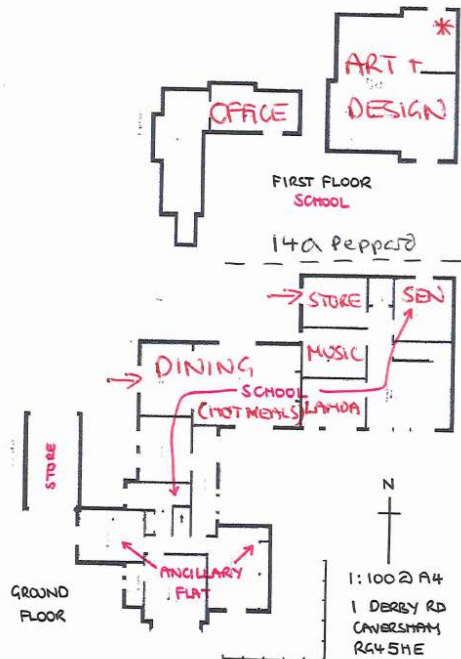 *
ART +
DESIGN
OFFICE
FIRST FLOOR
SCHOOL
14a Peppard
STORE
SEN
MUSIC
DINING
SCHOOL
(HOT MEALS)
LAMDA
STORE
N
ANCILLARY
FLAT
GROUND
FLOOR
1:100 @ A4
1 DERBY RD
CAVERSHAM
RG4 5HE